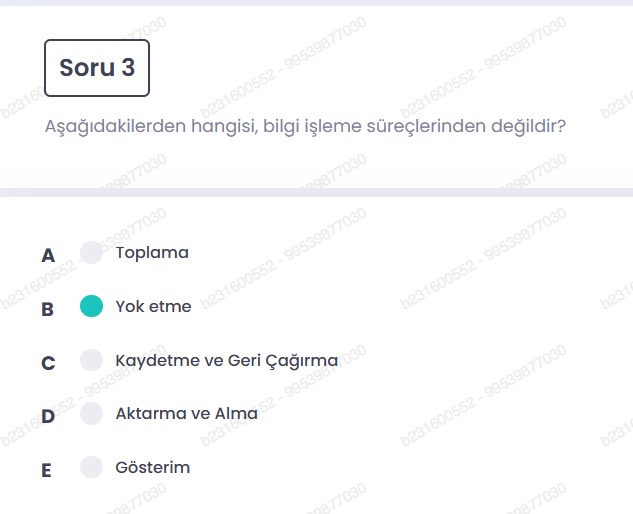 Soru 3
Aşağıdakilerden hangisi, bilgi işleme süreçlerinden değildir?
A Toplama
B Yok etme
C Kaydetme ve Geri Çağırma
D Aktarma ve Alma
E Gösterim
b231600552 - 99539877030